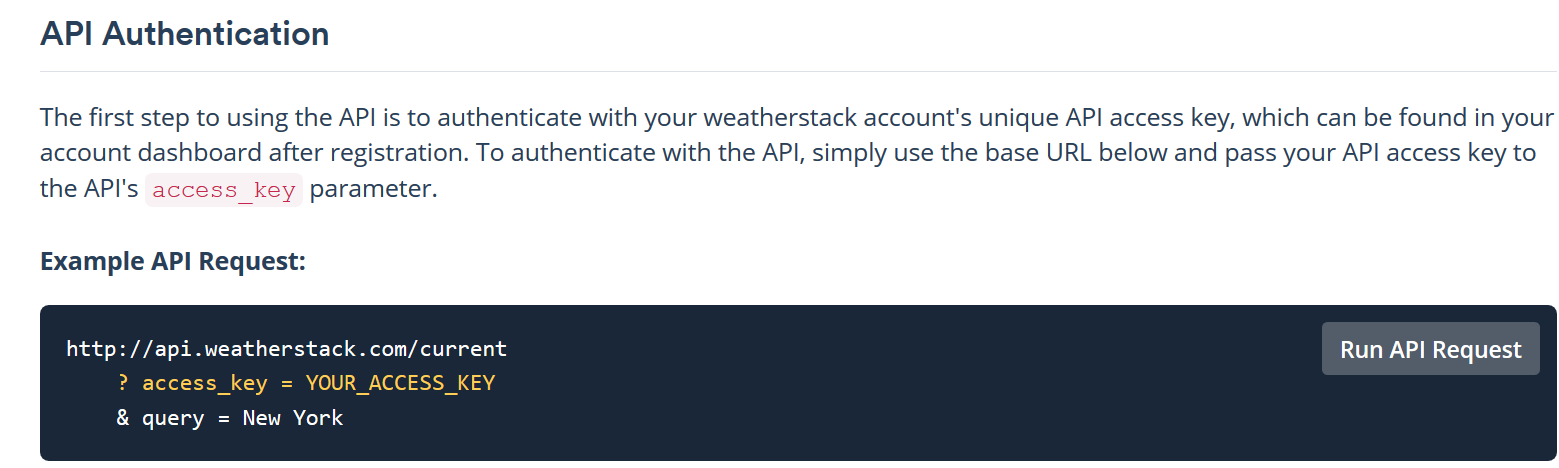 API Authentication
The first step to using the API is to authenticate with your weatherstack account's unique API access key, which can be found in your
account dashboard after registration. To authenticate with the API, simply use the base URL below and pass your API access key to
the API's access_key parameter.
Example API Request:
http://api.weatherstack.com/current
Run API Request
? access_key = YOUR_ACCESS_KEY
& query = New York